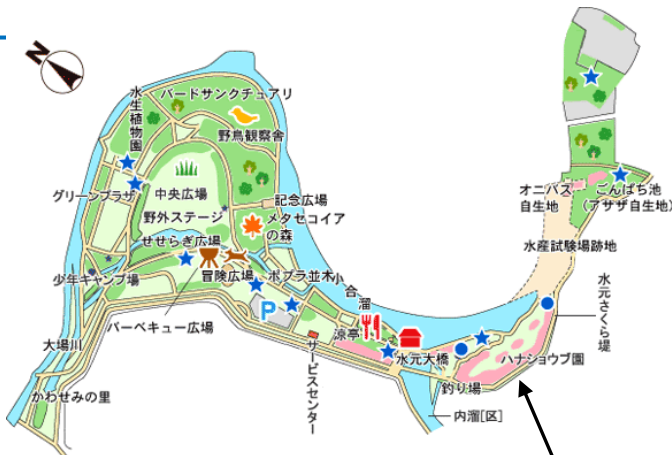 N
バードサンクチュアリ
水生植物園
野鳥観察舎
グリーンプラザ
中央広場
野外ステージ
記念広場
メタセコイア
の森
せせらぎ広場
少年キャンプ場
冒険広場
ポプラ並木
小合溜
バーベキュー広場
P
大場川
涼亭
サービスセンター
水元大橋
かわせみの里
釣り場
内溜[区]
ハナショウブ園
水元さくら堤
水産試験場跡地
オニバス
自生地
ごんぱち池
(アサザ自生地)